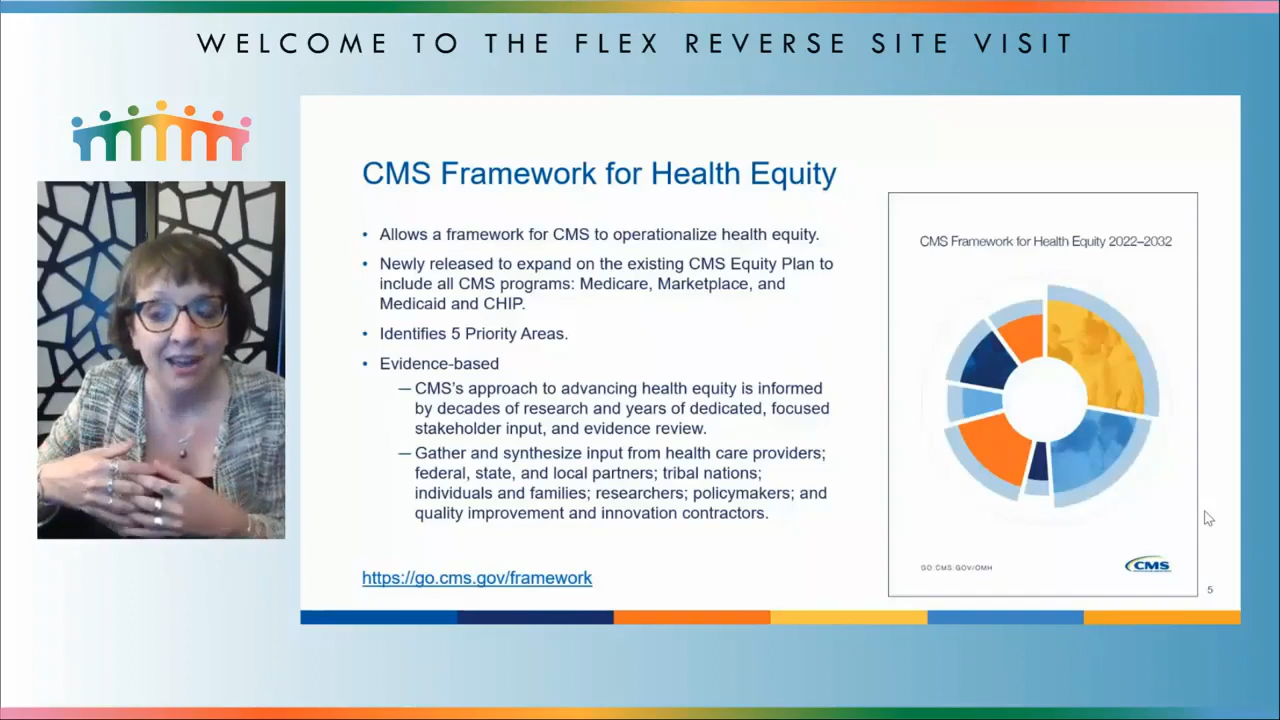 WELCOME TO THE FLEX REVERSE SITE VISIT
CMS Framework for Health Equity
• Allows a framework for CMS to operationalize health equity.
• Newly released to expand on the existing CMS Equity Plan to
include all CMS programs: Medicare, Marketplace, and
Medicaid and CHIP.
• Identifies 5 Priority Areas.
• Evidence-based
— CMS's approach to advancing health equity is informed
by decades of research and years of dedicated, focused
stakeholder input, and evidence review.
— Gather and synthesize input from health care providers;
federal, state, and local partners; tribal nations;
individuals and families; researchers; policymakers; and
quality improvement and innovation contractors.
https://go.cms.gov/framework
CMS Framework for Health Equity 2022–2032
GO.CMS.GOV/OMH
CMS
5